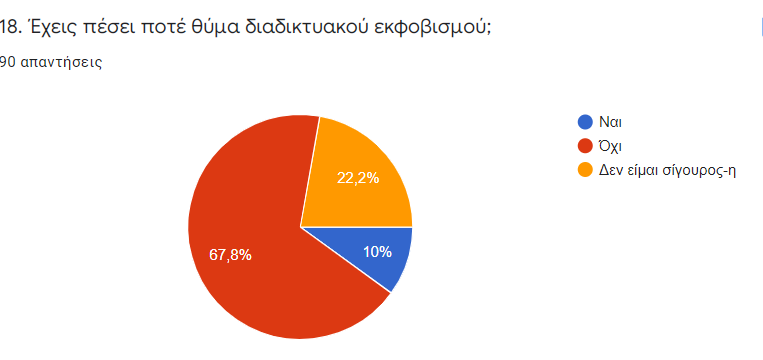 18. Έχεις πέσει ποτέ θύμα διαδικτυακού εκφοβισμού;
90 απαντήσεις
Ναι
Όχι
Δεν είμαι σίγουρος-η
22,2%
10%
67,8%